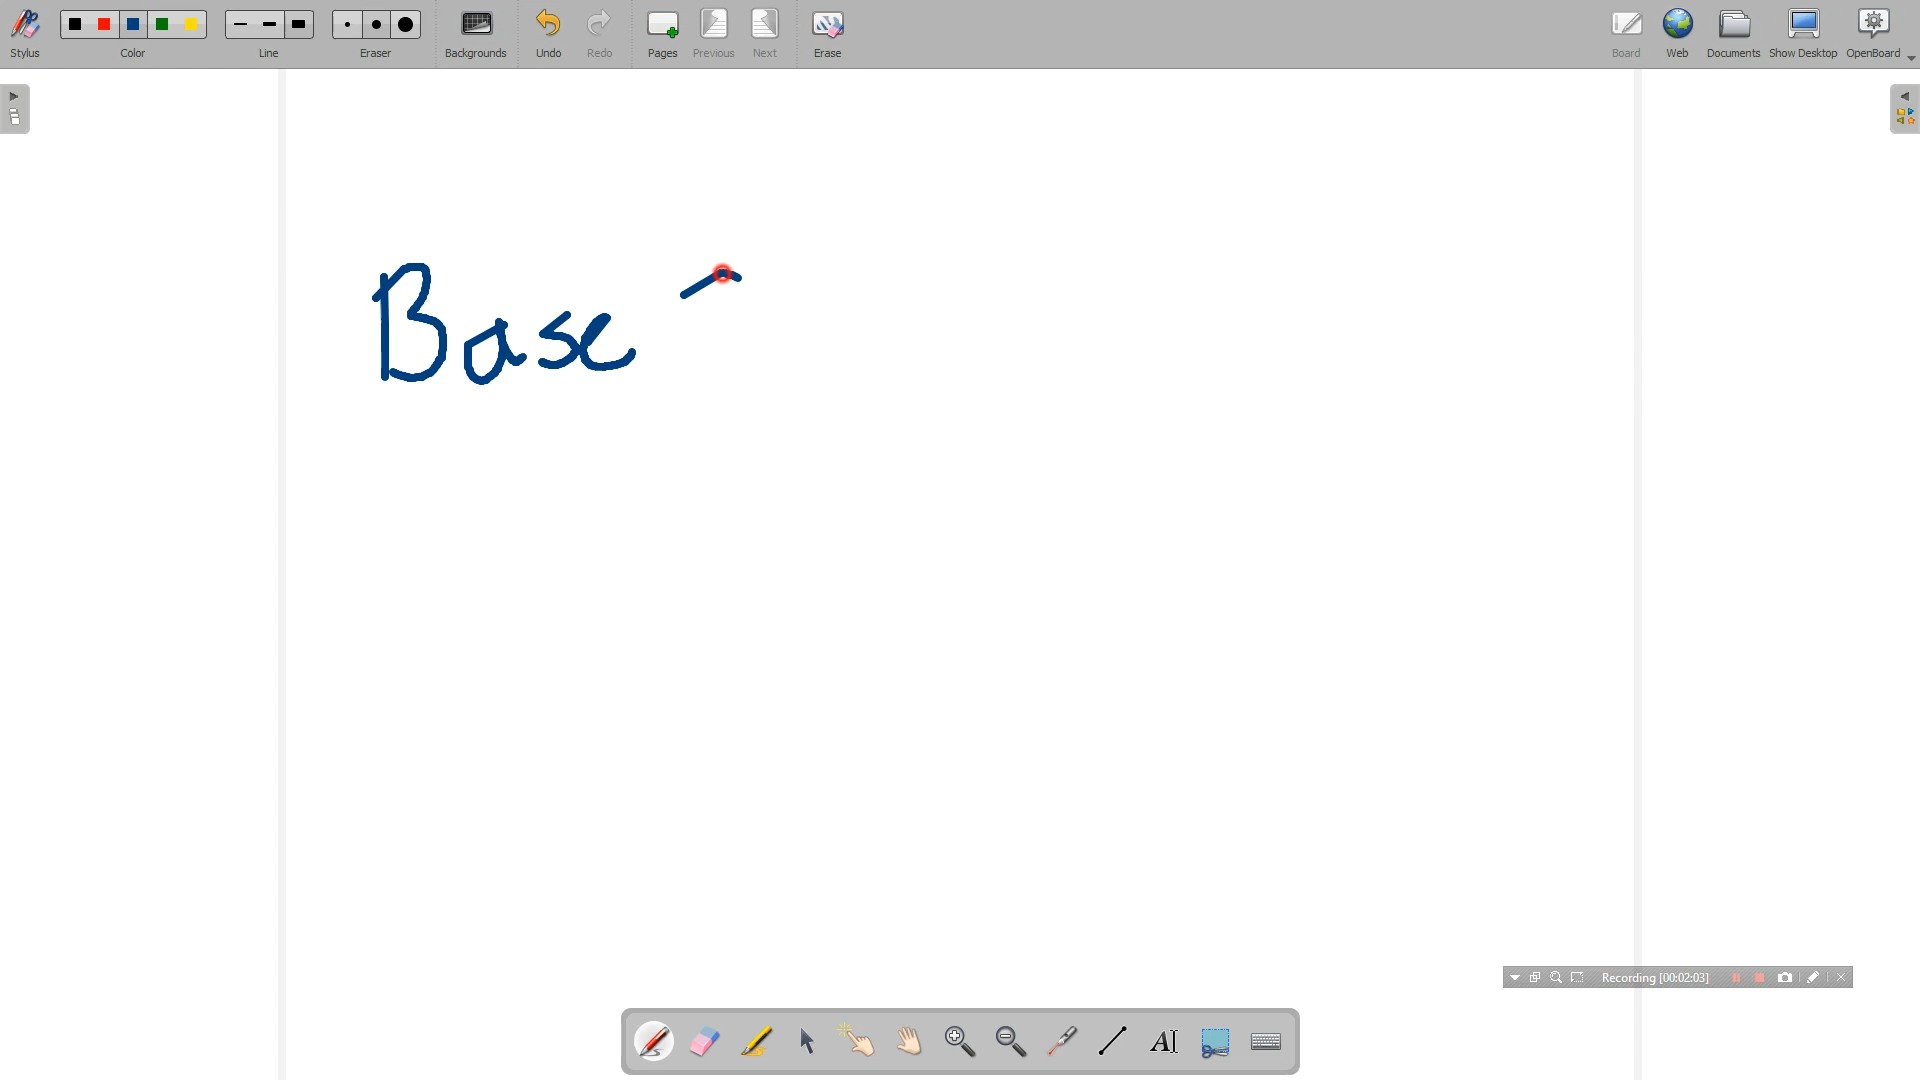 Stylus Color Line Eraser Backgrounds Undo Redo Pages Previous Next Erase Board Web Documents Show Desktop OpenBoard
Base
Recording [00:02:03]